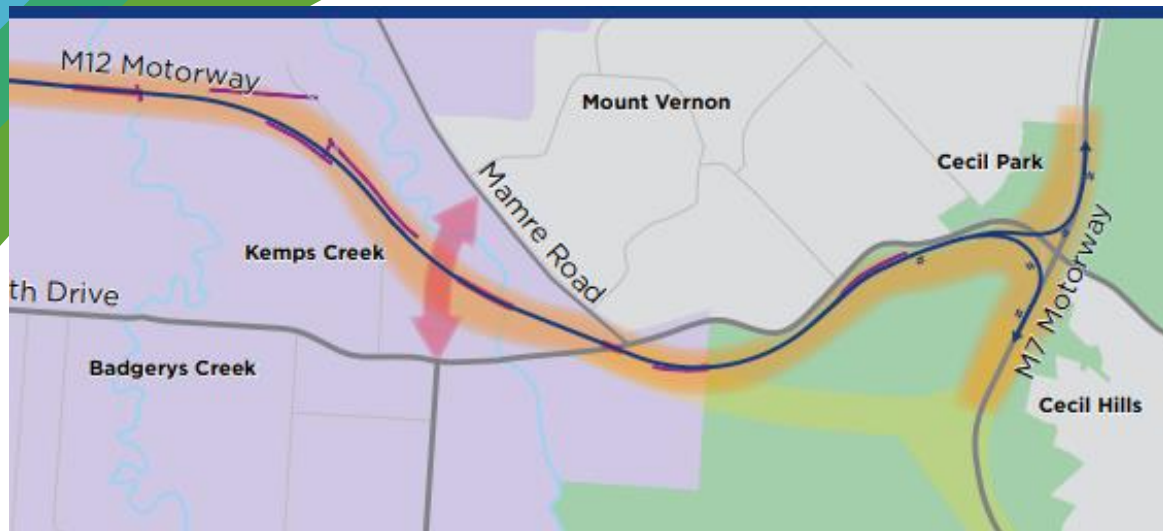 M12 Motorway
Mount Vernon
Cecil Park
Mamre Road
Kemps Creek
M7 Motorway
th Drive
Badgerys Creek
Cecil Hills